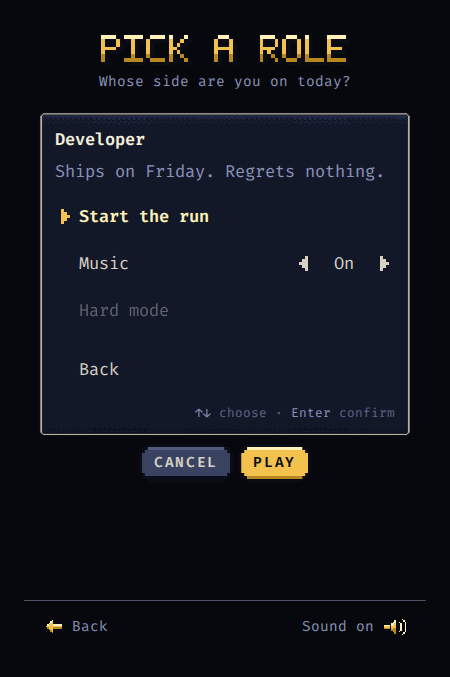 PICK A ROLE
Whose side are you on today?
Developer
Ships on Friday. Regrets nothing.
Start the run
Music On
Hard mode
Back
↑↓ choose · Enter confirm
CANCEL PLAY
Back Sound on